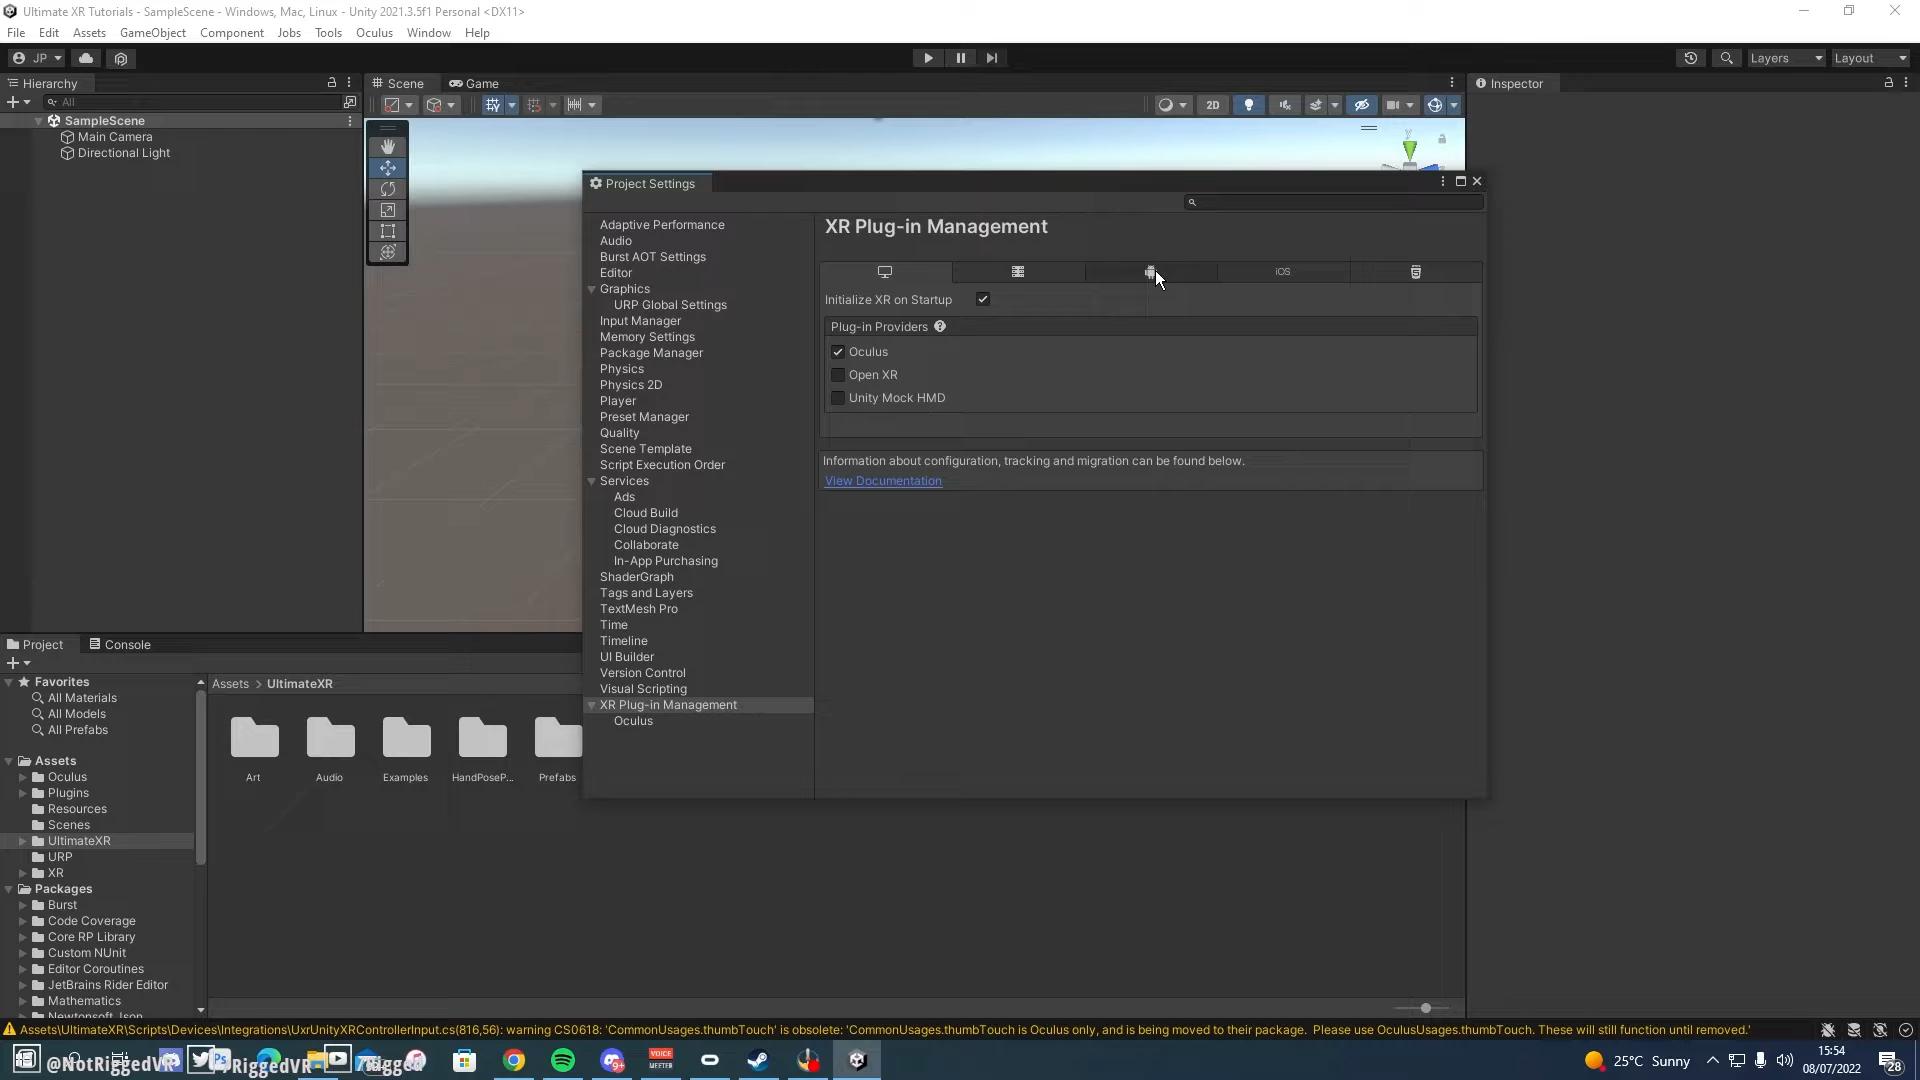 Ultimate XR Tutorials - SampleScene - Windows, Mac, Linux - Unity 2021.3.5f1 Personal <DX11>
File Edit Assets GameObject Component Jobs Tools Oculus Window Help
JP Layers Layout
Hierarchy Scene Game Inspector
All 2D
SampleScene
Main Camera
Directional Light
y
Project Settings
XR Plug-in Management
iOS
Initialize XR on Startup
Plug-in Providers
Oculus
Open XR
Unity Mock HMD
Information about configuration, tracking and migration can be found below.
View Documentation
Adaptive Performance
Audio
Burst AOT Settings
Editor
Graphics
URP Global Settings
Input Manager
Memory Settings
Package Manager
Physics
Physics 2D
Player
Preset Manager
Quality
Scene Template
Script Execution Order
Services
Ads
Cloud Build
Cloud Diagnostics
Collaborate
In-App Purchasing
ShaderGraph
Tags and Layers
TextMesh Pro
Time
Timeline
UI Builder
Version Control
Visual Scripting
XR Plug-in Management
Oculus
Project Console
Favorites
All Materials
All Models
All Prefabs
Assets
Oculus
Plugins
Resources
Scenes
UltimateXR
URP
XR
Packages
Burst
Code Coverage
Core RP Library
Custom NUnit
Editor Coroutines
JetBrains Rider Editor
Mathematics
Newtonsoft Json
Assets > UltimateXR
Art Audio Examples HandPoseP... Prefabs
Assets\UltimateXR\Scripts\Devices\Integrations\UxrUnityXRControllerInput.cs(816,56): warning CS0618: 'CommonUsages.thumbTouch' is obsolete: 'CommonUsages.thumbTouch is Oculus only, and is being moved to their package.  Please use OculusUsages.thumbTouch. These will still function until removed.'
@NotRiggedVR Ps /RiggedVR /Rigged 9+ VOICE MEETER
25°C Sunny
15:54
08/07/2022
28